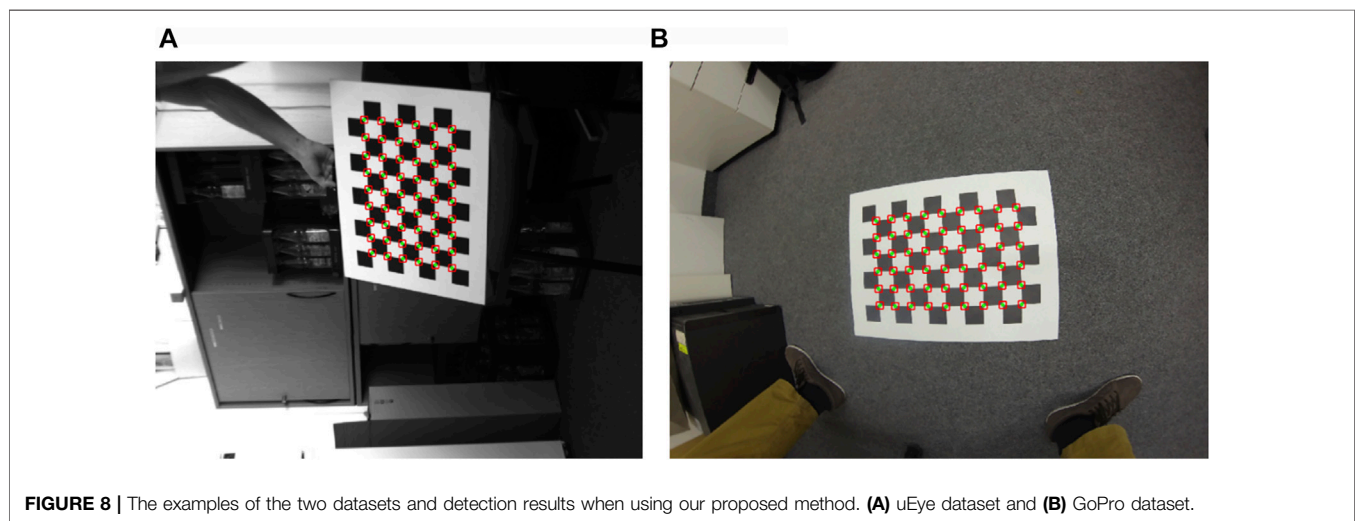 A
B
FIGURE 8 | The examples of the two datasets and detection results when using our proposed method. (A) uEye dataset and (B) GoPro dataset.